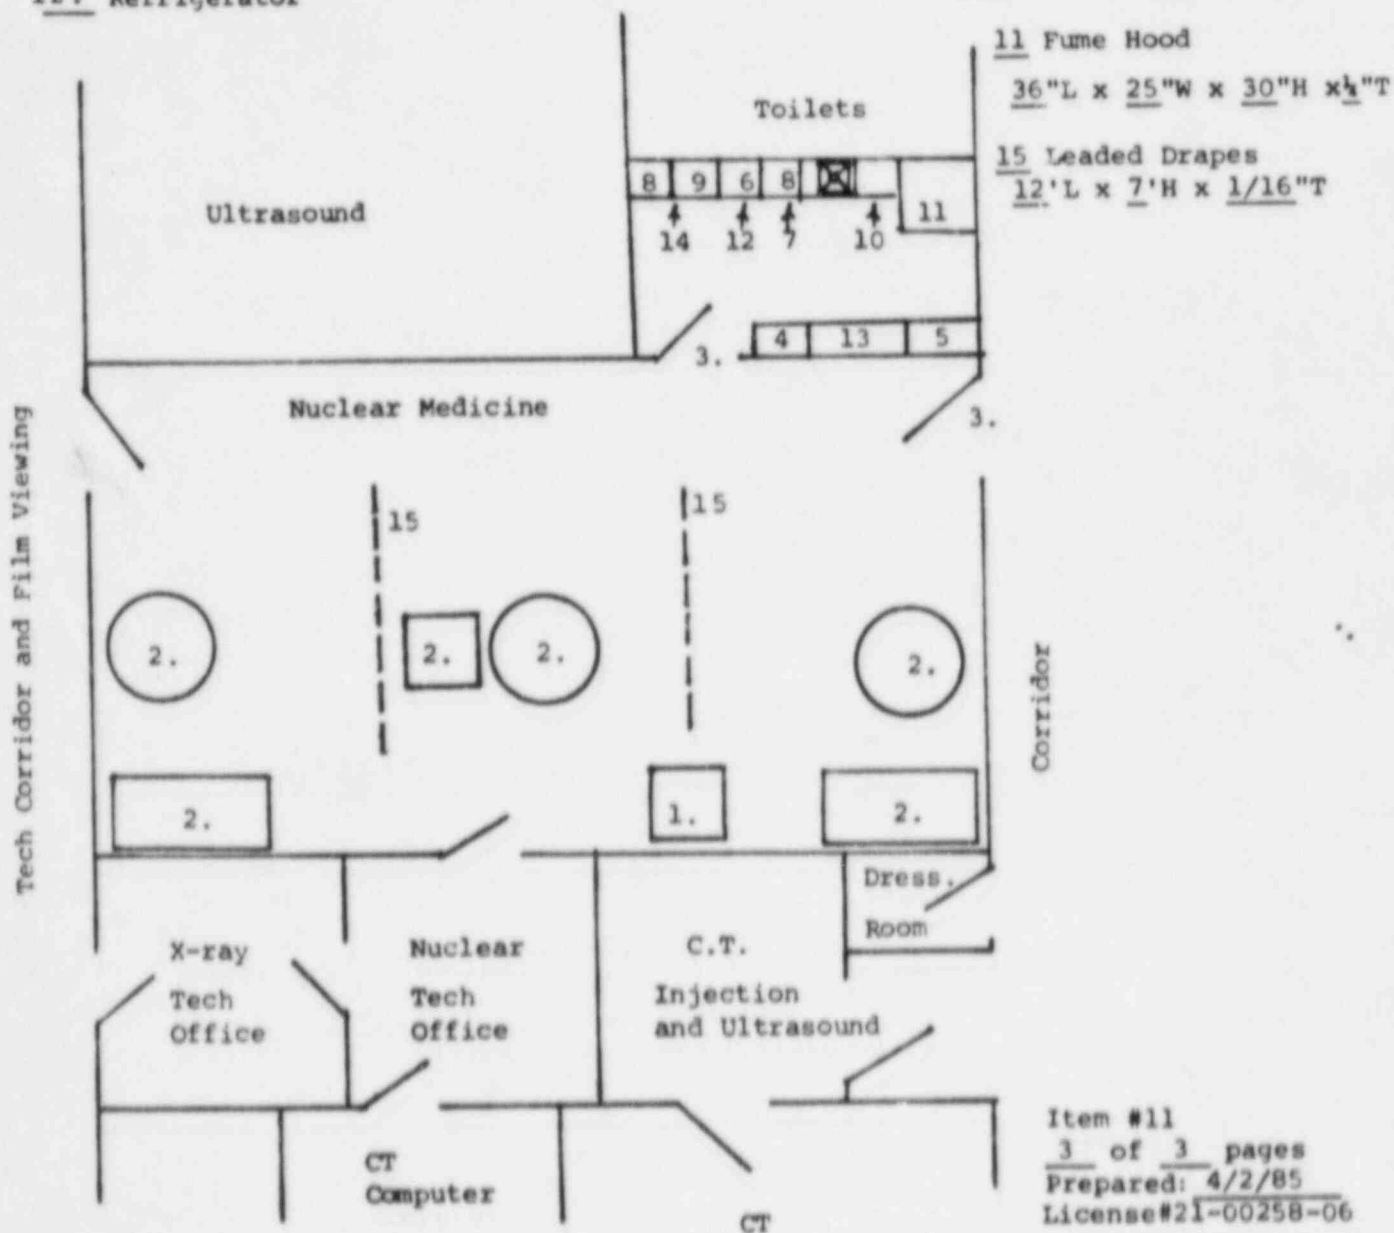 12. Refrigerator
11 Fume Hood
36"L x 25"W x 30"H x¼"T
15 Leaded Drapes
12'L x 7'H x 1/16"T
Toilets
8 9 6 8
11
14 12 7 10
Ultrasound
4 13 5
3.
Nuclear Medicine
3.
Tech Corridor and Film Viewing
15
15
2.
2.
2.
2.
Corridor
2.
1.
2.
Dress.
Room
X-ray
Tech
Office
Nuclear
Tech
Office
C.T.
Injection
and Ultrasound
CT
Computer
CT
Item #11
3 of 3 pages
Prepared: 4/2/85
License#21-00258-06